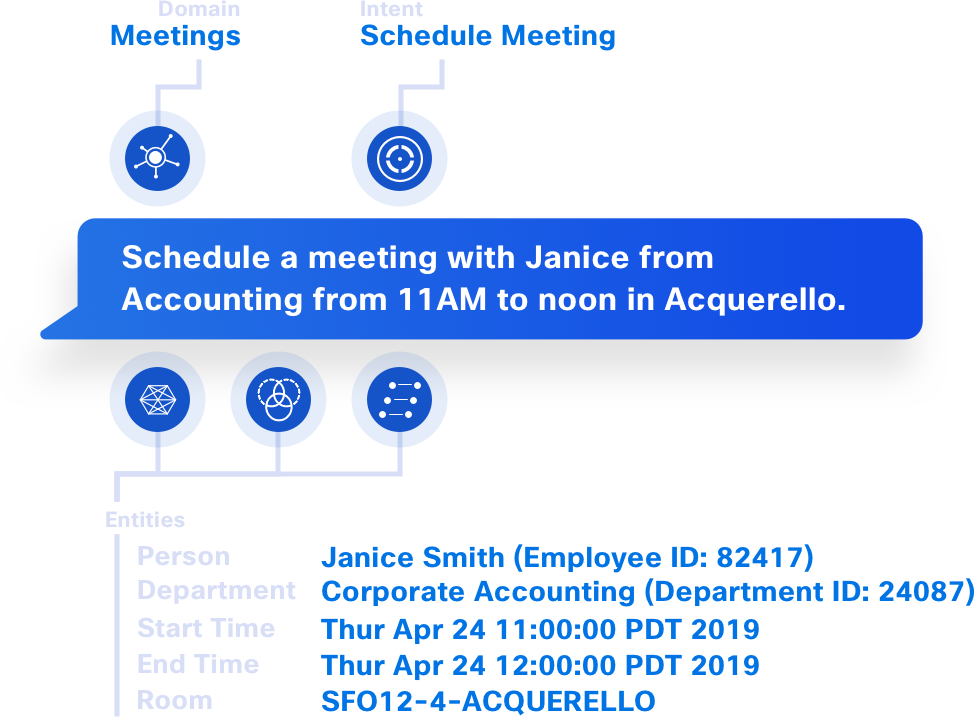 Domain Intent
Meetings Schedule Meeting
Schedule a meeting with Janice from
Accounting from 11AM to noon in Acquerello.
Entities
Person Janice Smith (Employee ID: 82417)
Department Corporate Accounting (Department ID: 24087)
Start Time Thur Apr 24 11:00:00 PDT 2019
End Time Thur Apr 24 12:00:00 PDT 2019
Room SFO12-4-ACQUERELLO